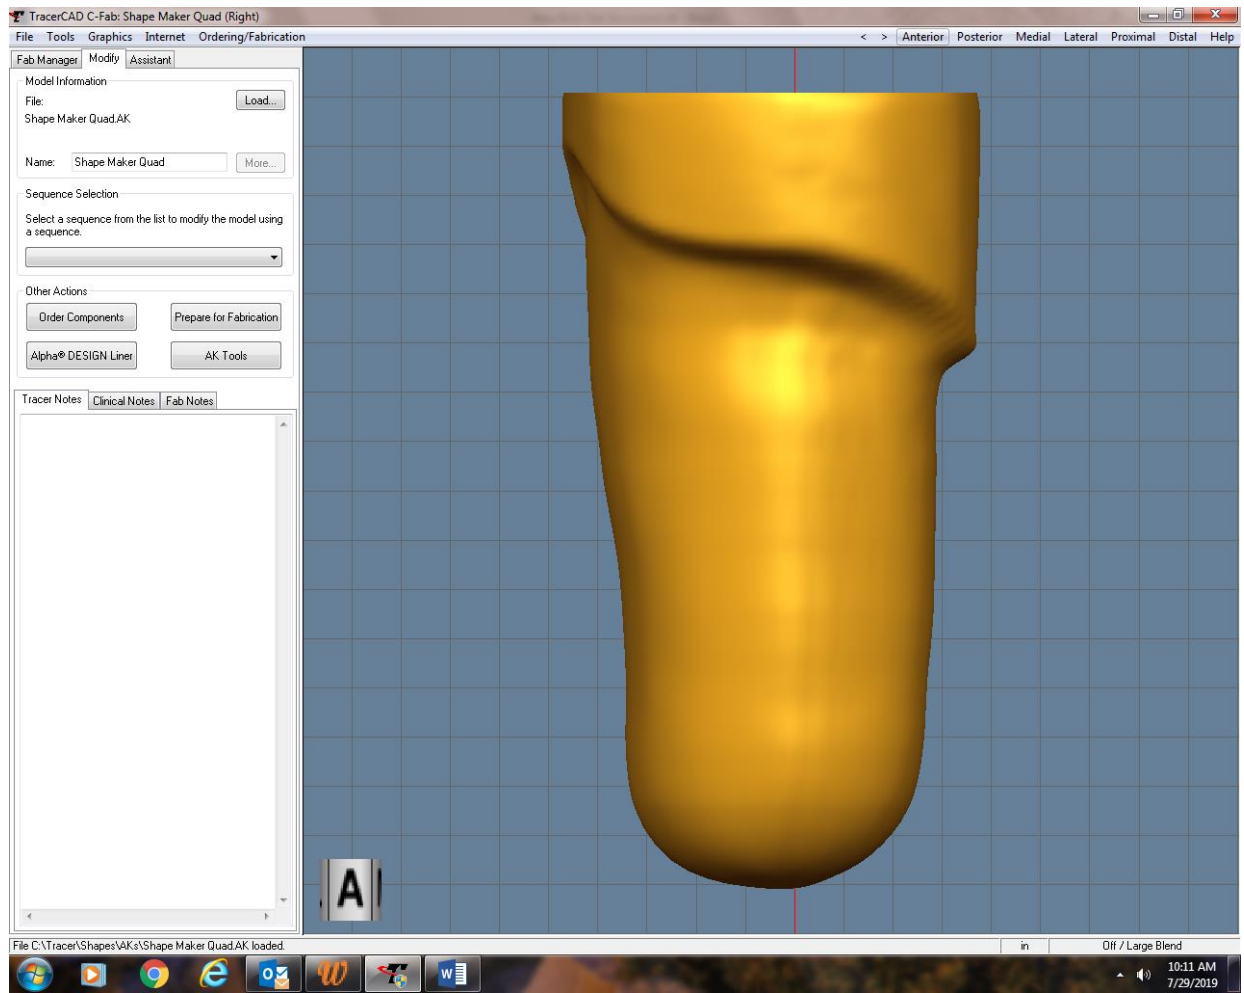 TracerCAD C-Fab: Shape Maker Quad (Right)
File Tools Graphics Internet Ordering/Fabrication < > Anterior Posterior Medial Lateral Proximal Distal Help
Fab Manager Modify Assistant
Model Information
File: Load...
Shape Maker Quad.AK
Name: Shape Maker Quad More...
Sequence Selection
Select a sequence from the list to modify the model using
a sequence.
Other Actions
Order Components Prepare for Fabrication
Alpha® DESIGN Liner AK Tools
Tracer Notes Clinical Notes Fab Notes
A
File C:\Tracer\Shapes\AKs\Shape Maker Quad.AK loaded. in Off / Large Blend
10:11 AM
7/29/2019